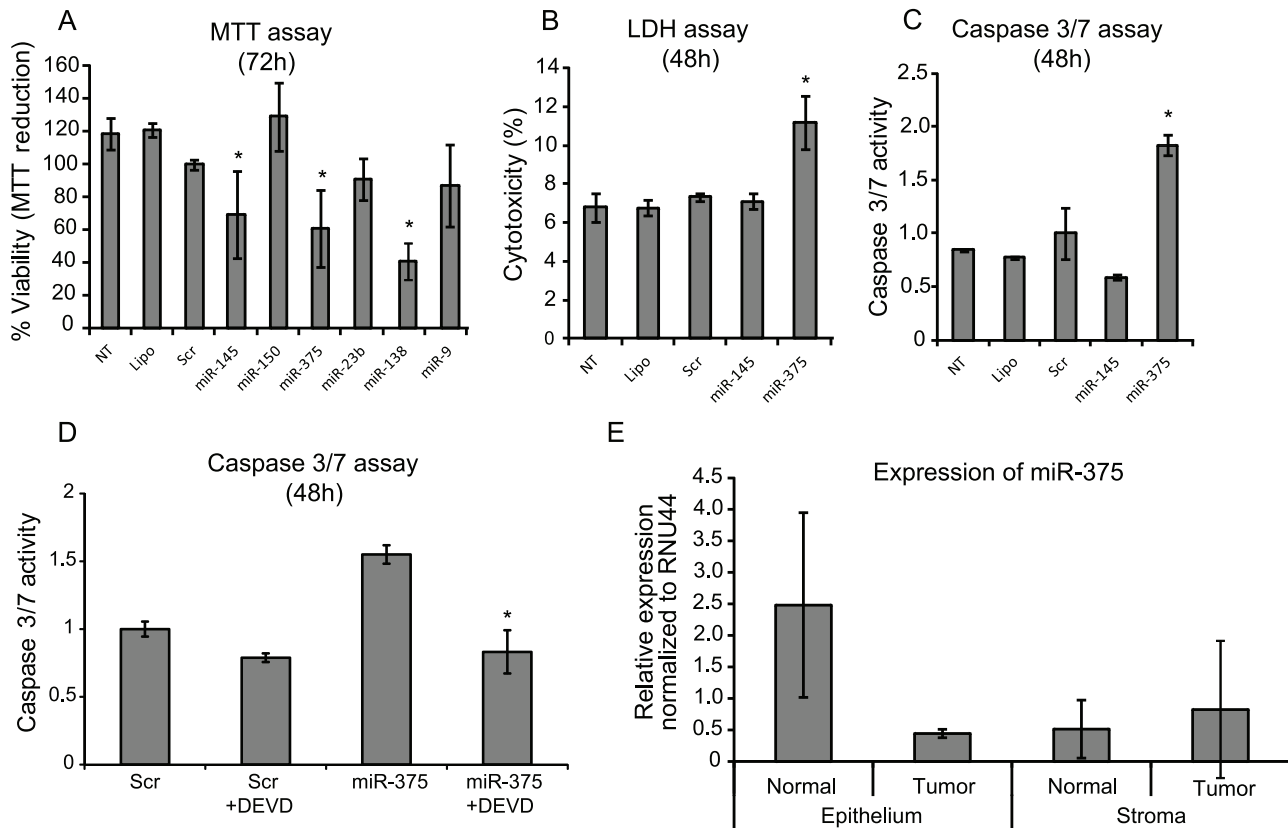 A
MTT assay
(72h)
% Viability (MTT reduction)
160
140
120
100
80
60
40
20
0
NT
Lipo
Scr
miR-145
miR-150
miR-375
miR-23b
miR-138
miR-9
*
*
*
B
LDH assay
(48h)
Cytotoxicity (%)
14
12
10
8
6
4
2
0
NT
Lipo
Scr
miR-145
miR-375
*
C
Caspase 3/7 assay
(48h)
Caspase 3/7 activity
2.5
2.0
1.5
1.0
0.5
0
NT
Lipo
Scr
miR-145
miR-375
*
D
Caspase 3/7 assay
(48h)
Caspase 3/7 activity
2
1.5
1
0.5
0
Scr
Scr
+DEVD
miR-375
miR-375
+DEVD
*
E
Expression of miR-375
Relative expression
normalized to RNU44
4.5
4.0
3.5
3.0
2.5
2.0
1.5
1.0
0.5
0.0
Normal
Tumor
Normal
Tumor
Epithelium
Stroma